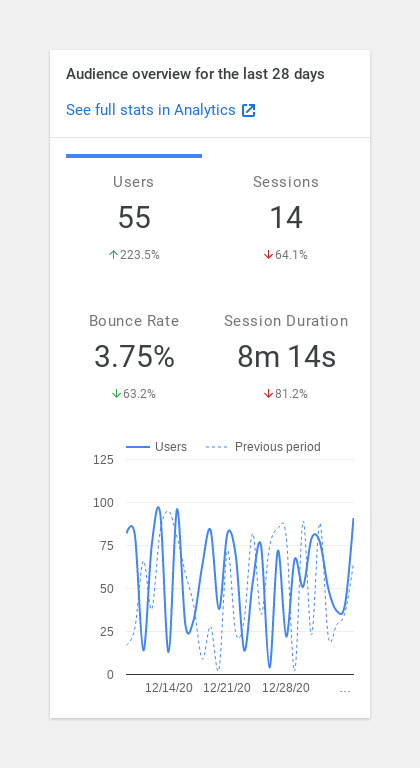 Audience overview for the last 28 days
See full stats in Analytics
Users
Sessions
55
14
223.5%
64.1%
Bounce Rate
Session Duration
3.75%
8m 14s
63.2%
81.2%
Users
Previous period
125
100
75
50
25
0
12/14/20
12/21/20
12/28/20
...